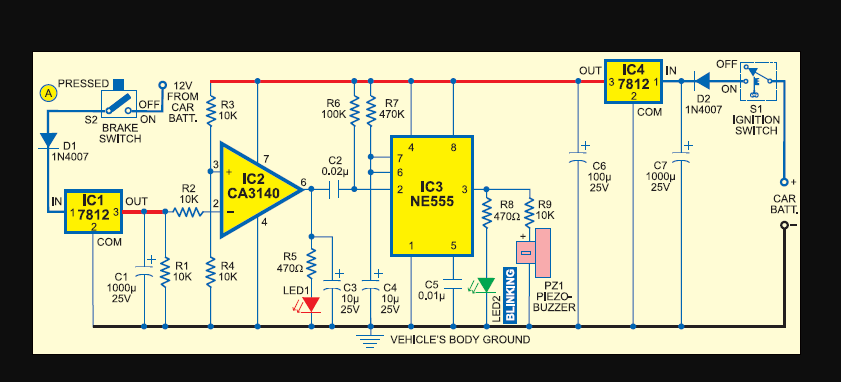 A
PRESSED
12V
FROM
CAR
BATT.
OFF
ON
S2
BRAKE
SWITCH
D1
1N4007
IN
IC1
1 7812 3
2
OUT
COM
R2
10K
C1
1000µ
25V
+
R1
10K
R3
10K
R4
10K
3
+
2
–
IC2
CA3140
7
4
6
C2
0.02µ
R5
470Ω
LED1
+
C3
10µ
25V
+
C4
10µ
25V
R6
100K
R7
470K
4
8
7
6
2
3
IC3
NE555
1
5
C5
0.01µ
R8
470Ω
R9
10K
LED2
BLINKING
+
PZ1
PIEZO-
BUZZER
+
C6
100µ
25V
OUT
IC4
3 7812 1
2
IN
COM
+
C7
1000µ
25V
D2
1N4007
OFF
ON
S1
IGNITION
SWITCH
+
CAR
BATT.
–
VEHICLE'S BODY GROUND